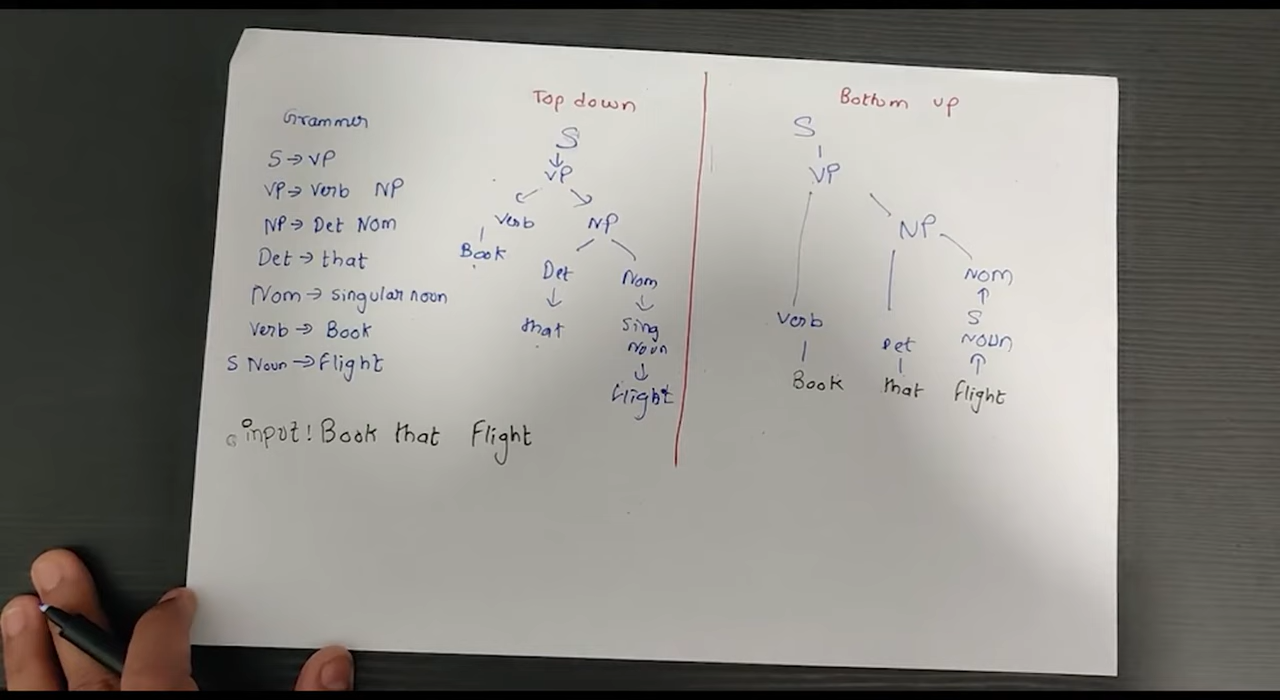 Grammer
S → VP
VP → Verb NP
NP → Det Nom
Det → that
Nom → singular noun
Verb → Book
S Noun → Flight
input! Book that Flight
Top down
S
VP
Verb NP
Book
Det Nom
that Sing
Noun
Flight
Bottom up
S
VP
NP
Nom
Verb S
Det Noun
Book that Flight